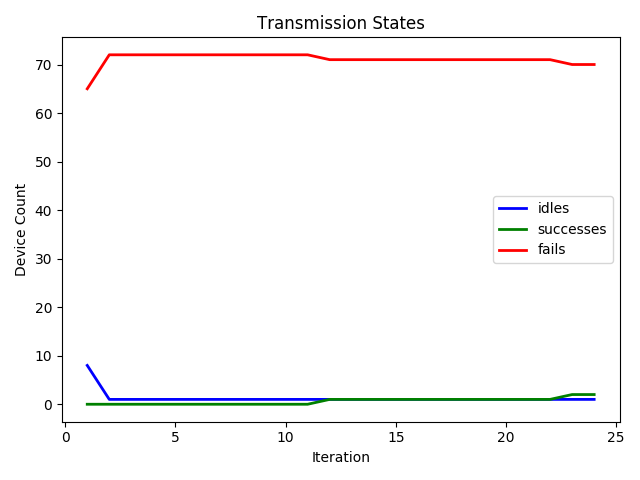 Transmission States
Device Count
70
60
50
40
30
20
10
0
idles
successes
fails
0 5 10 15 20 25
Iteration